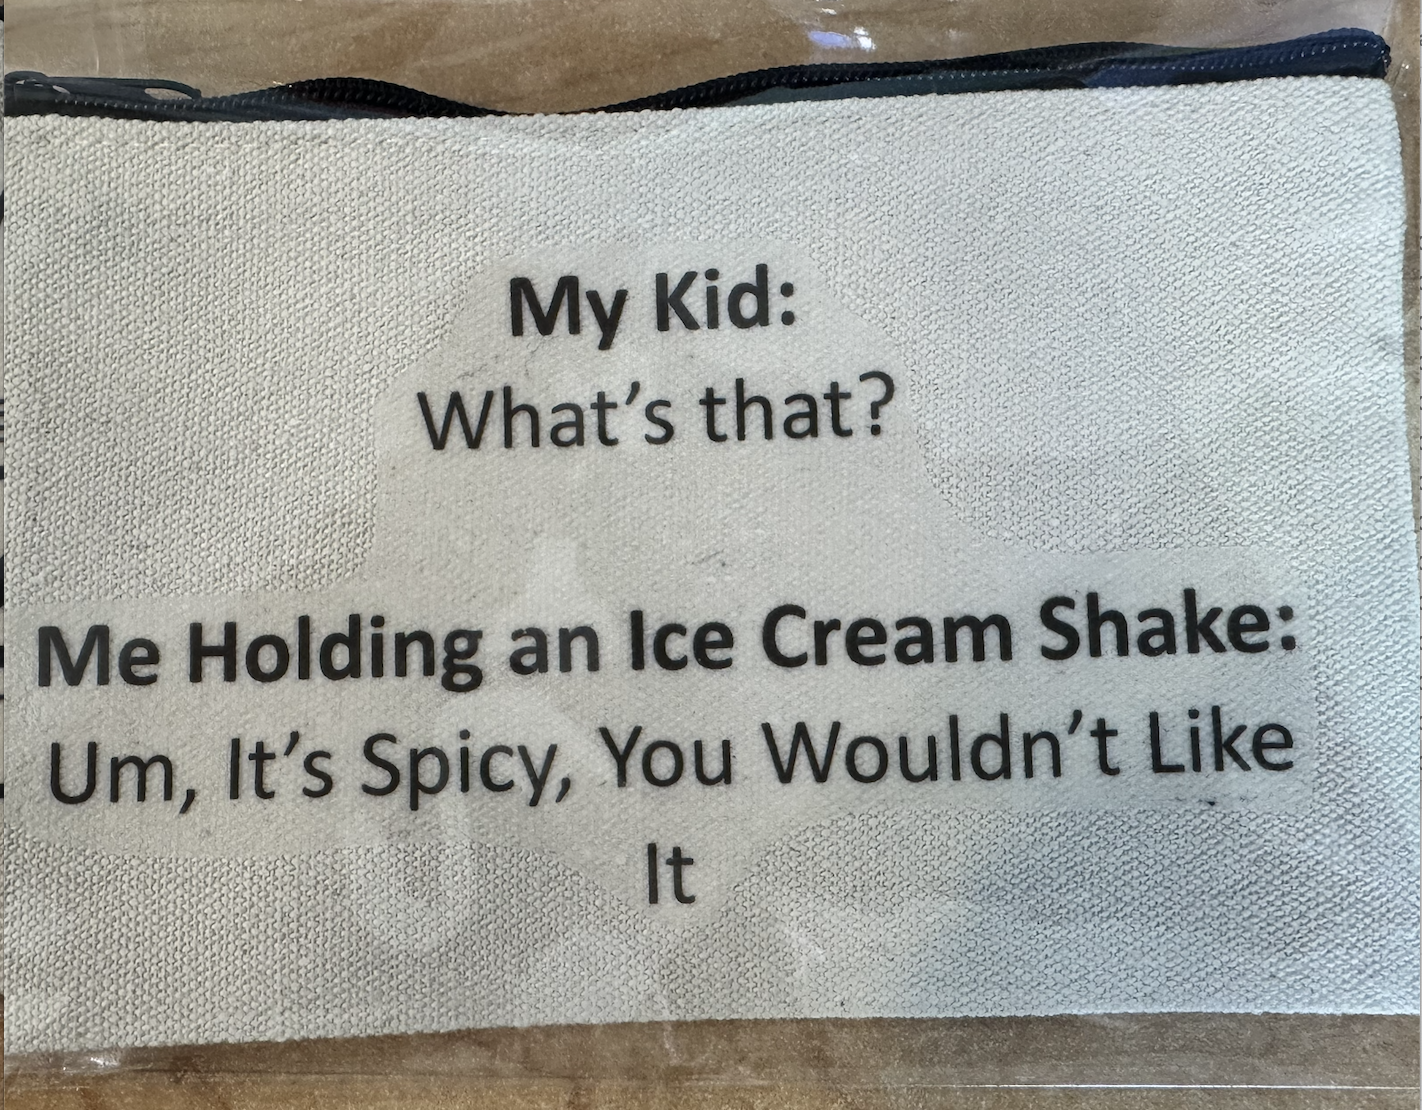 My Kid:
What’s that?
Me Holding an Ice Cream Shake:
Um, It’s Spicy, You Wouldn’t Like
It